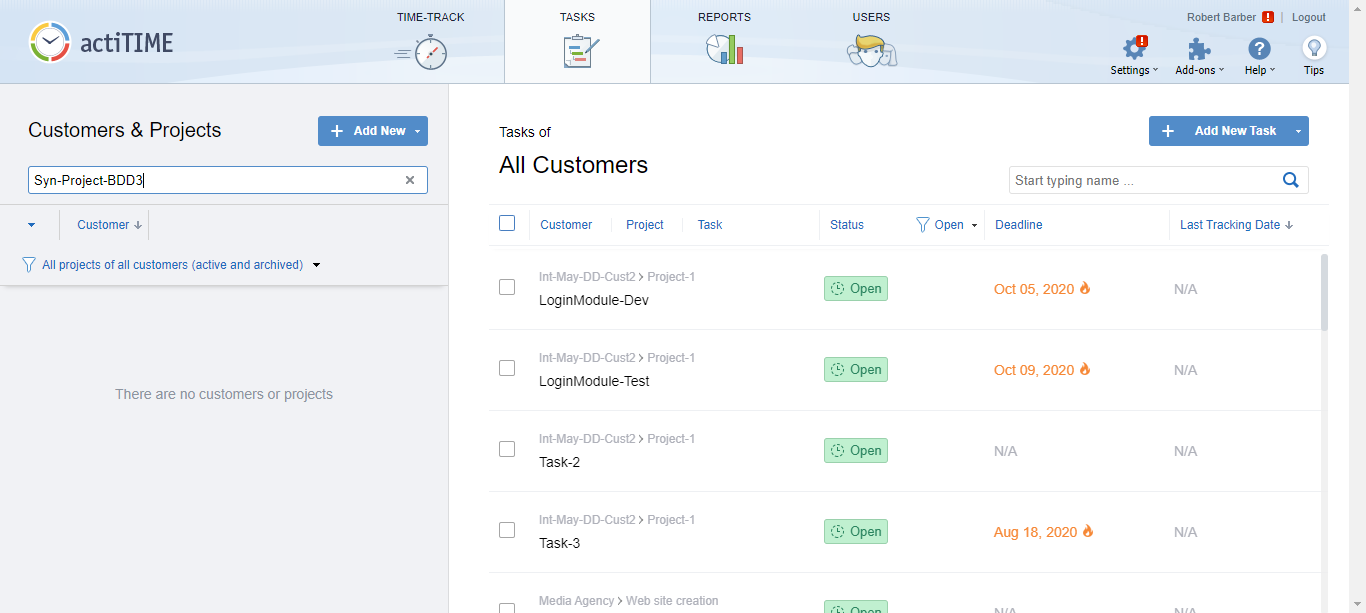 actiTIME
TIME-TRACK
TASKS
REPORTS
USERS
Robert Barber ! Logout
Settings
Add-ons
Help
Tips
Customers & Projects
Add New
Syn-Project-BDD3
Customer
All projects of all customers (active and archived)
There are no customers or projects
Tasks of
All Customers
Add New Task
Start typing name ...
Customer Project Task Status Open Deadline Last Tracking Date
Int-May-DD-Cust2 > Project-1
LoginModule-Dev
Open Oct 05, 2020 N/A
Int-May-DD-Cust2 > Project-1
LoginModule-Test
Open Oct 09, 2020 N/A
Int-May-DD-Cust2 > Project-1
Task-2
Open N/A N/A
Int-May-DD-Cust2 > Project-1
Task-3
Open Aug 18, 2020 N/A
Media Agency > Web site creation
Open N/A N/A